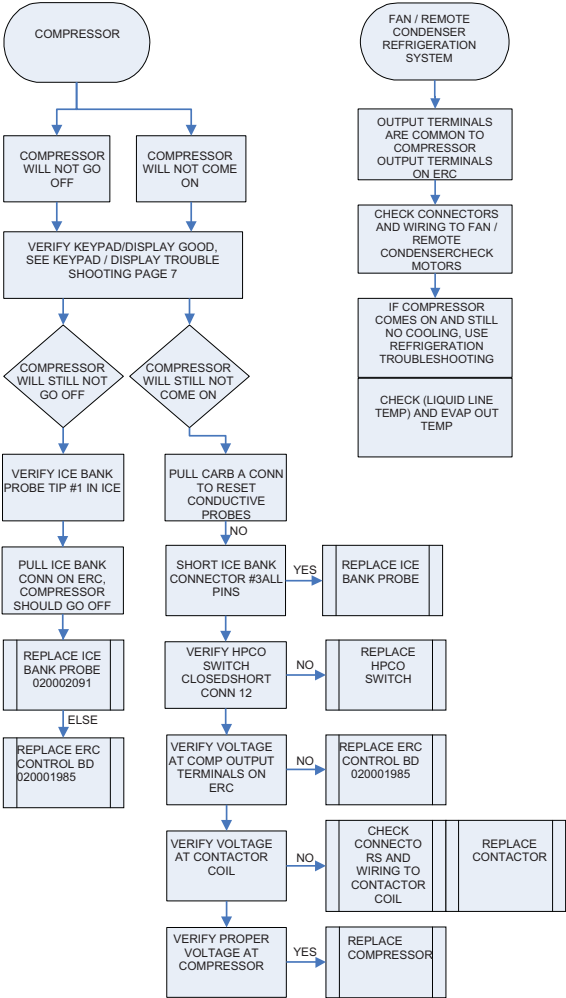 COMPRESSOR
COMPRESSOR
WILL NOT GO
OFF
COMPRESSOR
WILL NOT COME
ON
VERIFY KEYPAD/DISPLAY GOOD,
SEE KEYPAD / DISPLAY TROUBLE
SHOOTING PAGE 7
COMPRESSOR
WILL STILL NOT
GO OFF
COMPRESSOR
WILL STILL NOT
COME ON
VERIFY ICE BANK
PROBE TIP #1 IN ICE
PULL ICE BANK
CONN ON ERC,
COMPRESSOR
SHOULD GO OFF
REPLACE ICE
BANK PROBE
020002091
ELSE
REPLACE ERC
CONTROL BD
020001985
PULL CARB A CONN
TO RESET
CONDUCTIVE
PROBES
NO
SHORT ICE BANK
CONNECTOR #3ALL
PINS
YES
REPLACE ICE
BANK PROBE
VERIFY HPCO
SWITCH
CLOSEDSHORT
CONN 12
NO
REPLACE
HPCO
SWITCH
VERIFY VOLTAGE
AT COMP OUTPUT
TERMINALS ON
ERC
NO
REPLACE ERC
CONTROL BD
020001985
VERIFY VOLTAGE
AT CONTACTOR
COIL
NO
CHECK
CONNECTO
RS AND
WIRING TO
CONTACTOR
COIL
REPLACE
CONTACTOR
VERIFY PROPER
VOLTAGE AT
COMPRESSOR
YES
REPLACE
COMPRESSOR
FAN / REMOTE
CONDENSER
REFRIGERATION
SYSTEM
OUTPUT TERMINALS
ARE COMMON TO
COMPRESSOR
OUTPUT TERMINALS
ON ERC
CHECK CONNECTORS
AND WIRING TO FAN /
REMOTE
CONDENSERCHECK
MOTORS
IF COMPRESSOR
COMES ON AND STILL
NO COOLING, USE
REFRIGERATION
TROUBLESHOOTING
CHECK (LIQUID LINE
TEMP) AND EVAP OUT
TEMP